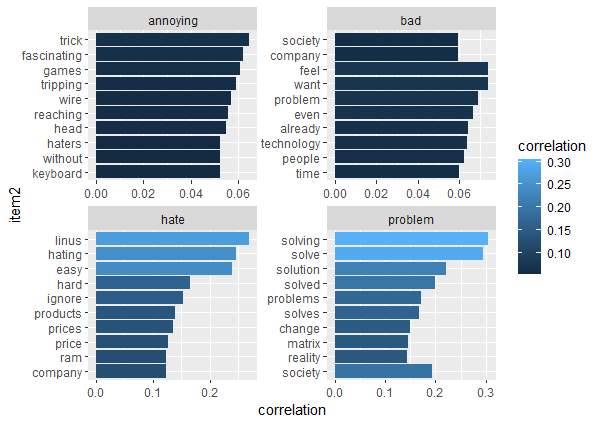 annoying
trick
fascinating
games
tripping
wire
reaching
head
haters
without
keyboard
0.00 0.02 0.04 0.06
bad
society
company
feel
want
problem
even
already
technology
people
time
0.00 0.02 0.04 0.06
hate
linus
hating
easy
hard
ignore
products
prices
price
ram
company
0.0 0.1 0.2
problem
solving
solve
solution
solved
problems
solves
change
matrix
reality
society
0.0 0.1 0.2 0.3
item2
correlation
correlation
0.30
0.25
0.20
0.15
0.10